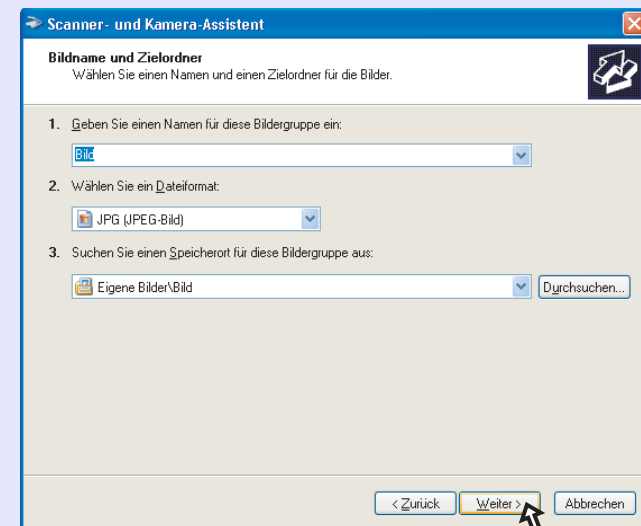 Scanner- und Kamera-Assistent
Bildname und Zielordner
Wählen Sie einen Namen und einen Zielordner für die Bilder.
1. Geben Sie einen Namen für diese Bildergruppe ein:
Bild
2. Wählen Sie ein Dateiformat:
JPG (JPEG-Bild)
3. Suchen Sie einen Speicherort für diese Bildergruppe aus:
Eigene Bilder\Bild Durchsuchen...
< Zurück Weiter > Abbrechen